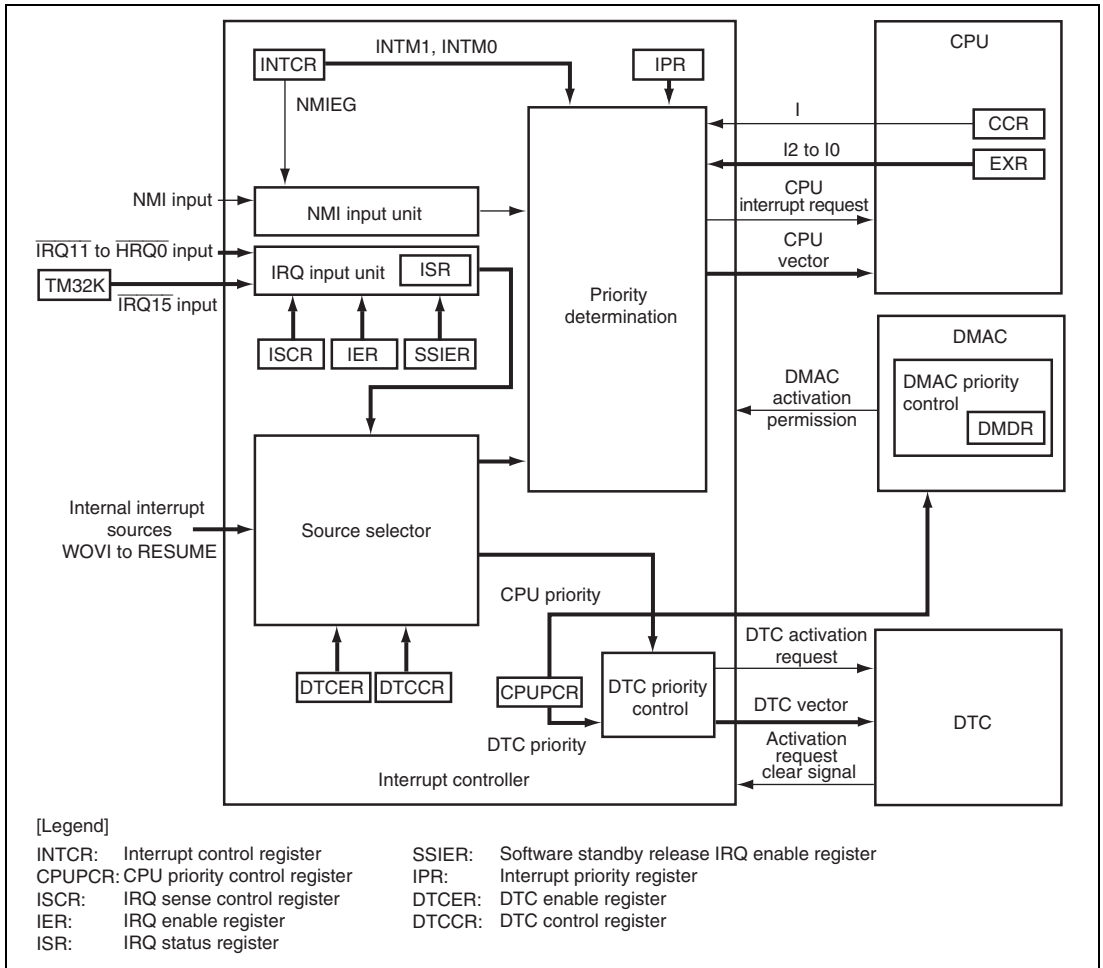 CPU
INTM1, INTM0
INTCR
IPR
NMIEG
I
CCR
I2 to I0
EXR
NMI input
NMI input unit
CPU
interrupt request
CPU
vector
IRQ11 to HRQ0 input
IRQ input unit
ISR
TM32K
IRQ15 input
Priority
determination
ISCR
IER
SSIER
DMAC
DMAC priority
control
DMDR
DMAC
activation
permission
Internal interrupt
sources
WOVI to RESUME
Source selector
CPU priority
DTC activation
request
DTCER
DTCCR
CPUPCR
DTC priority
control
DTC vector
DTC
DTC priority
Activation
request
clear signal
Interrupt controller
[Legend]
INTCR: Interrupt control register
CPUPCR: CPU priority control register
ISCR: IRQ sense control register
IER: IRQ enable register
ISR: IRQ status register
SSIER: Software standby release IRQ enable register
IPR: Interrupt priority register
DTCER: DTC enable register
DTCCR: DTC control register